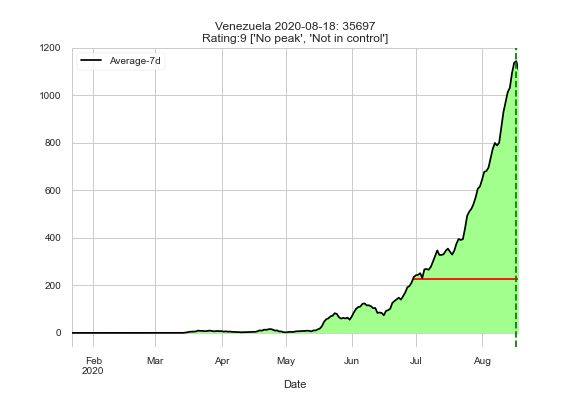 Venezuela 2020-08-18: 35697
Rating:9 ['No peak', 'Not in control']
Average-7d
1200
1000
800
600
400
200
0
Feb
2020
Mar
Apr
May
Jun
Jul
Aug
Date